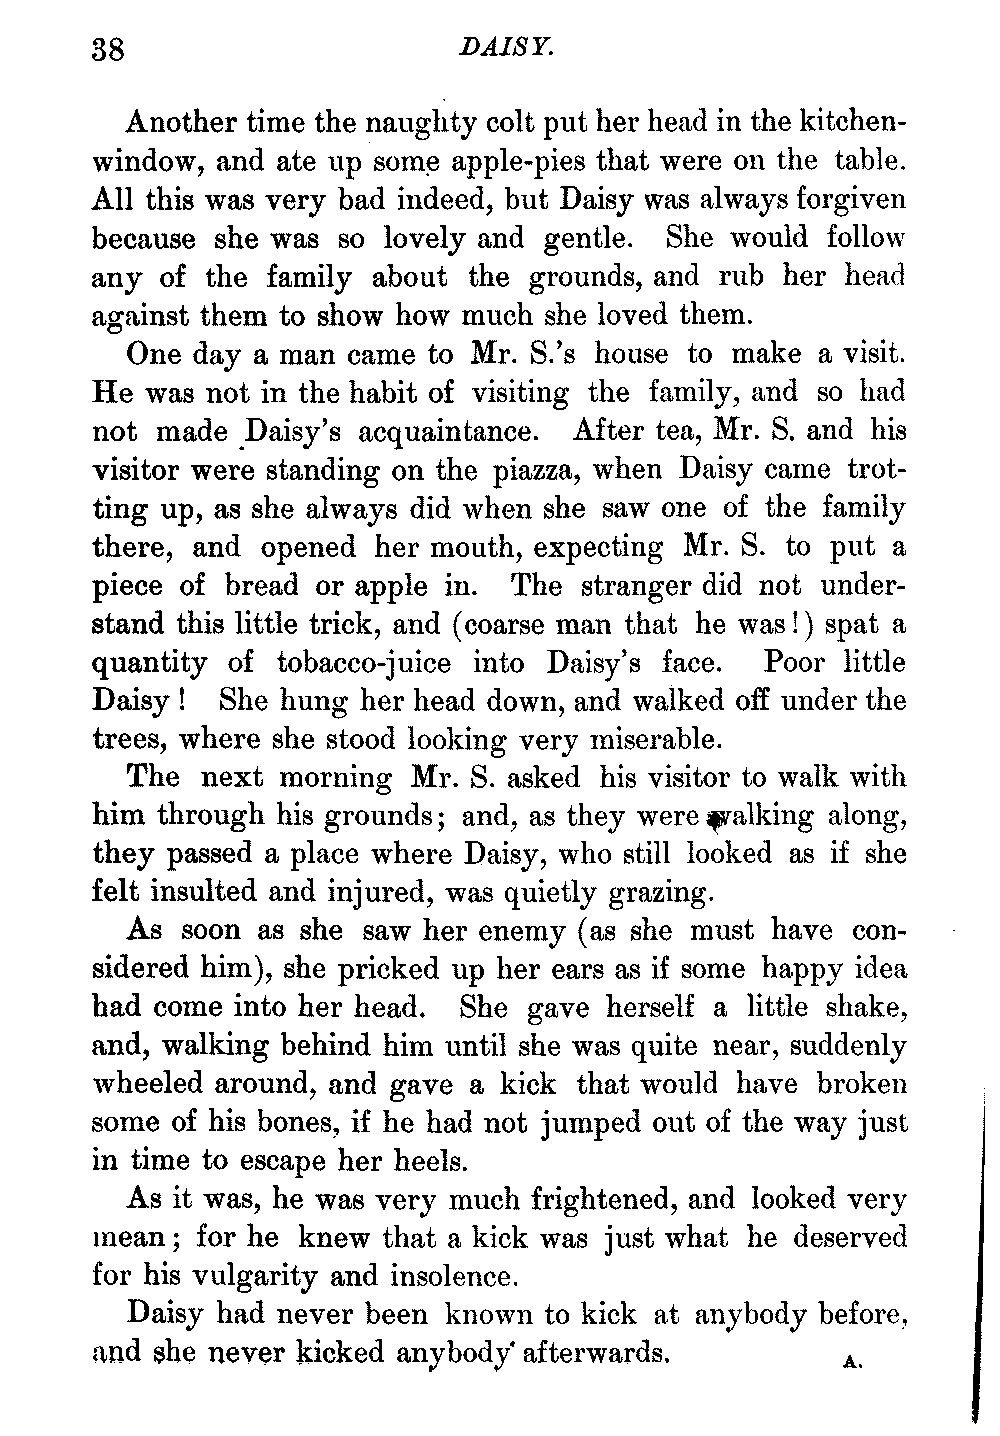 38 DAISY.
Another time the naughty colt put her head in the kitchen-
window, and ate up some apple-pies that were on the table.
All this was very bad indeed, but Daisy was always forgiven
because she was so lovely and gentle. She would follow
any of the family about the grounds, and rub her head
against them to show how much she loved them.
One day a man came to Mr. S.'s house to make a visit.
He was not in the habit of visiting the family, and so had
not made Daisy's acquaintance. After tea, Mr. S. and his
visitor were standing on the piazza, when Daisy came trot-
ting up, as she always did when she saw one of the family
there, and opened her mouth, expecting Mr. S. to put a
piece of bread or apple in. The stranger did not under-
stand this little trick, and (coarse man that he was!) spat a
quantity of tobacco-juice into Daisy's face. Poor little
Daisy! She hung her head down, and walked off under the
trees, where she stood looking very miserable.
The next morning Mr. S. asked his visitor to walk with
him through his grounds; and, as they were walking along,
they passed a place where Daisy, who still looked as if she
felt insulted and injured, was quietly grazing.
As soon as she saw her enemy (as she must have con-
sidered him), she pricked up her ears as if some happy idea
had come into her head. She gave herself a little shake,
and, walking behind him until she was quite near, suddenly
wheeled around, and gave a kick that would have broken
some of his bones, if he had not jumped out of the way just
in time to escape her heels.
As it was, he was very much frightened, and looked very
mean; for he knew that a kick was just what he deserved
for his vulgarity and insolence.
Daisy had never been known to kick at anybody before,
and she never kicked anybody afterwards. A.